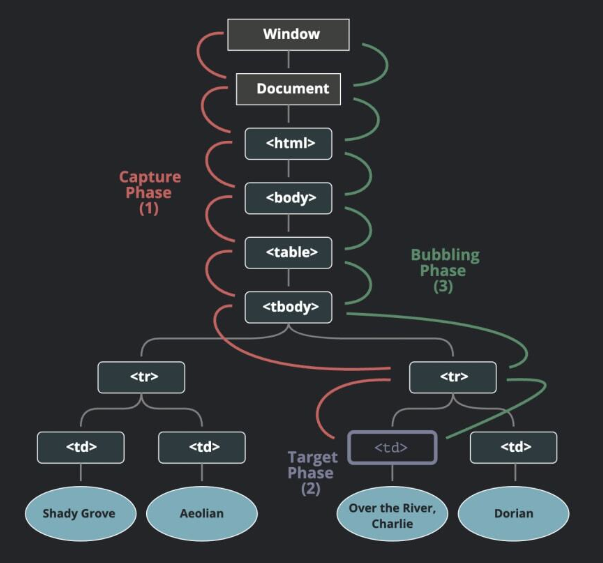 Window
Document
<html>
Capture
Phase
(1)
<body>
<table>
Bubbling
Phase
(3)
<tbody>
<tr>
<tr>
<td>
<td>
Target
Phase
(2)
<td>
<td>
Shady Grove
Aeolian
Over the River,
Charlie
Dorian